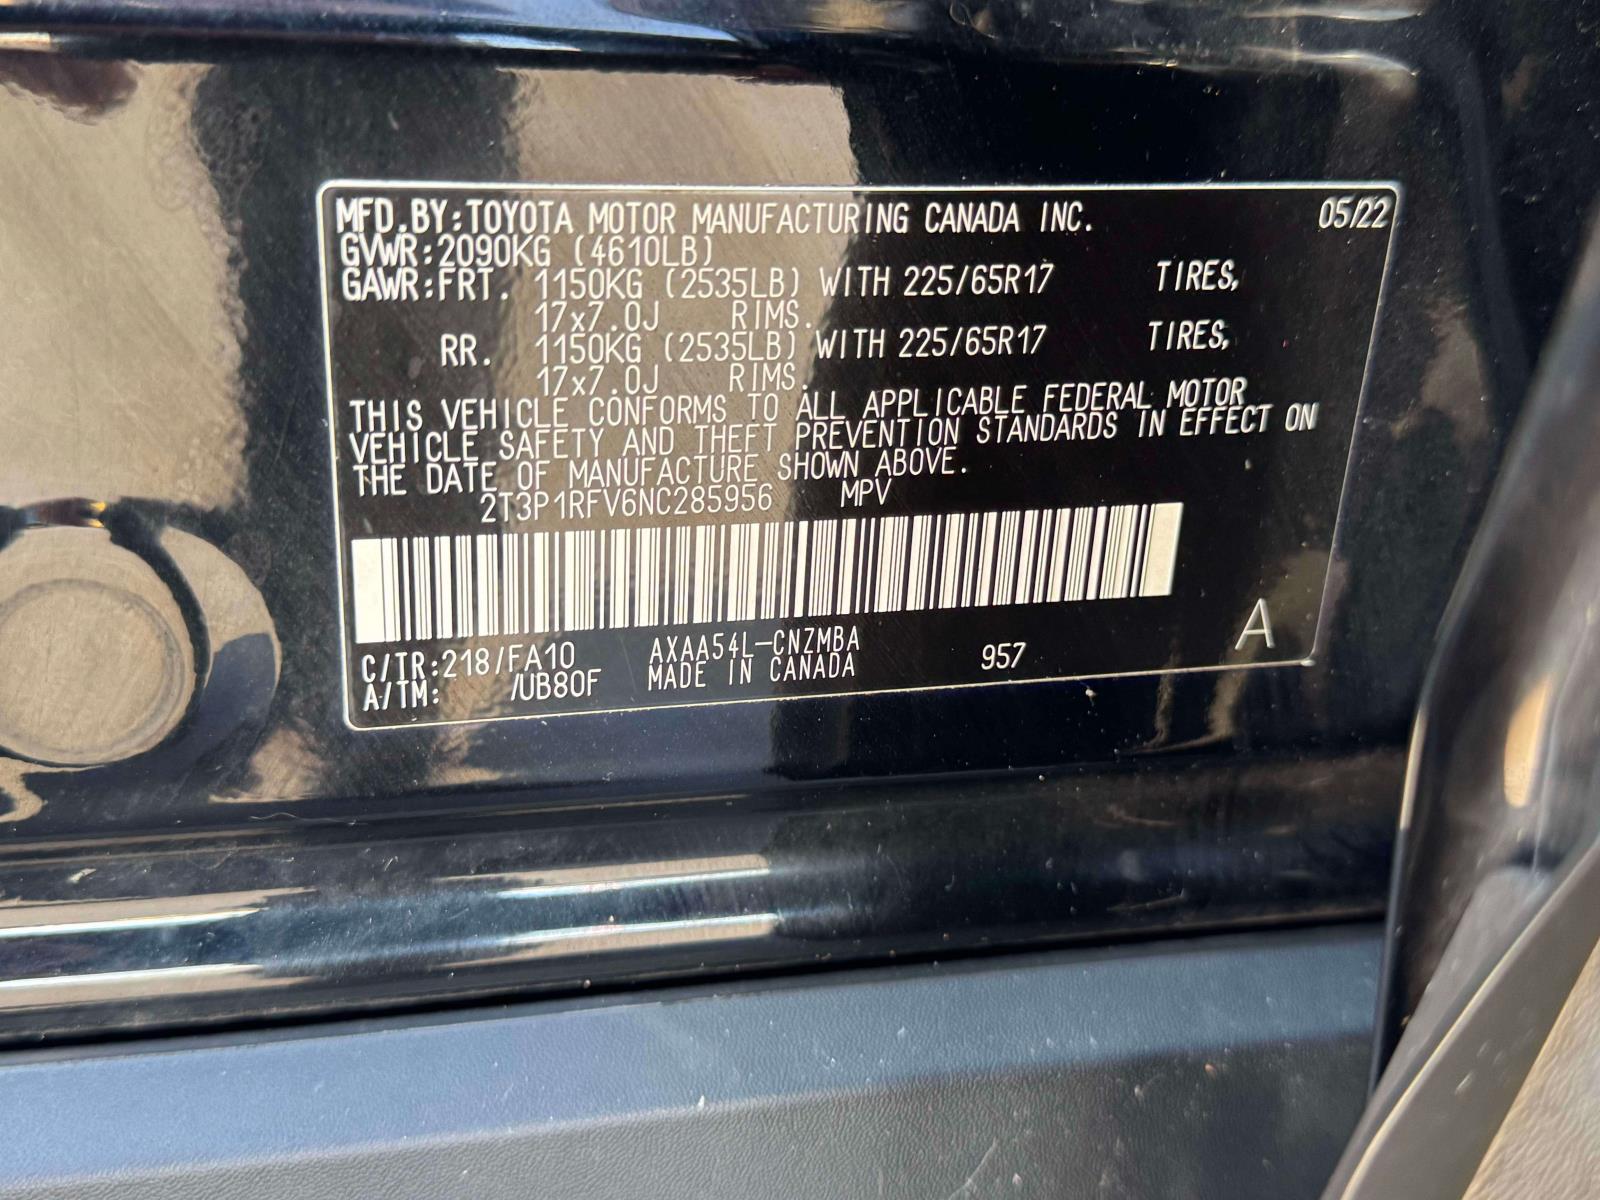 MFD.BY:TOYOTA MOTOR MANUFACTURING CANADA INC. 05/22
GVWR:2090KG (4610LB)
GAWR:FRT. 1150KG (2535LB) WITH 225/65R17 TIRES,
17x7.0J RIMS.
RR. 1150KG (2535LB) WITH 225/65R17 TIRES,
17x7.0J RIMS.
THIS VEHICLE CONFORMS TO ALL APPLICABLE FEDERAL MOTOR
VEHICLE SAFETY AND THEFT PREVENTION STANDARDS IN EFFECT ON
THE DATE OF MANUFACTURE SHOWN ABOVE.
2T3P1RFV6NC285956 MPV
C/TR:218/FA10 AXAA54L-CNZMBA 957 A
A/TM: /UB80F MADE IN CANADA